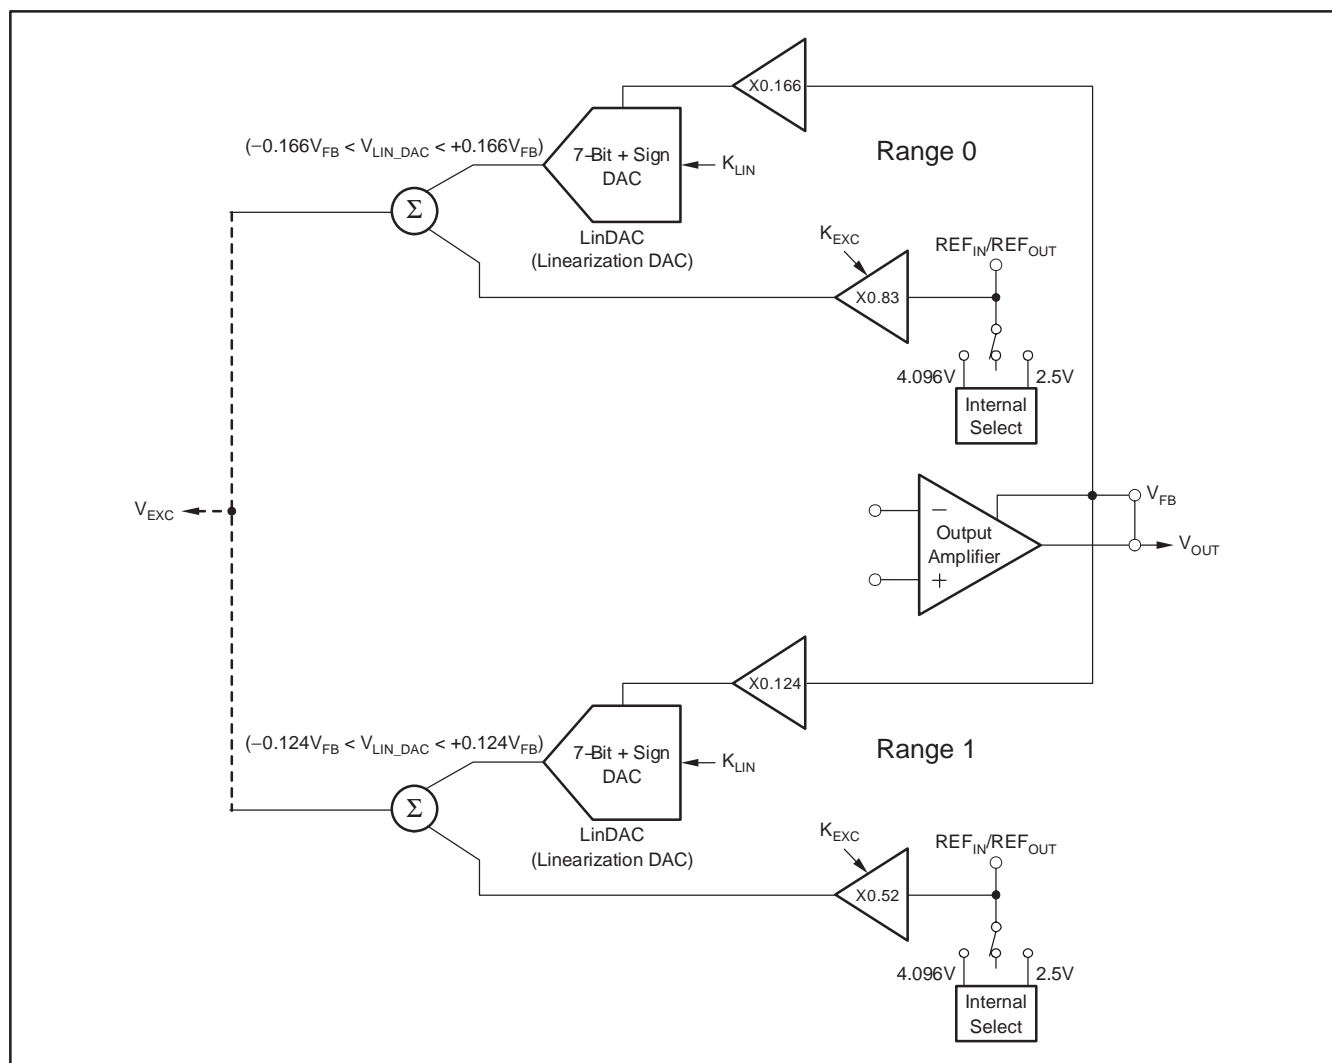 X0.166
(−0.166V_FB < V_LIN_DAC < +0.166V_FB)
7−Bit + Sign
DAC
K_LIN
Range 0
Σ
LinDAC
(Linearization DAC)
K_EXC
REF_IN/REF_OUT
X0.83
4.096V
2.5V
Internal
Select
V_EXC
−
Output
Amplifier
+
V_FB
V_OUT
X0.124
(−0.124V_FB < V_LIN_DAC < +0.124V_FB)
7−Bit + Sign
DAC
K_LIN
Range 1
Σ
LinDAC
(Linearization DAC)
K_EXC
REF_IN/REF_OUT
X0.52
4.096V
2.5V
Internal
Select